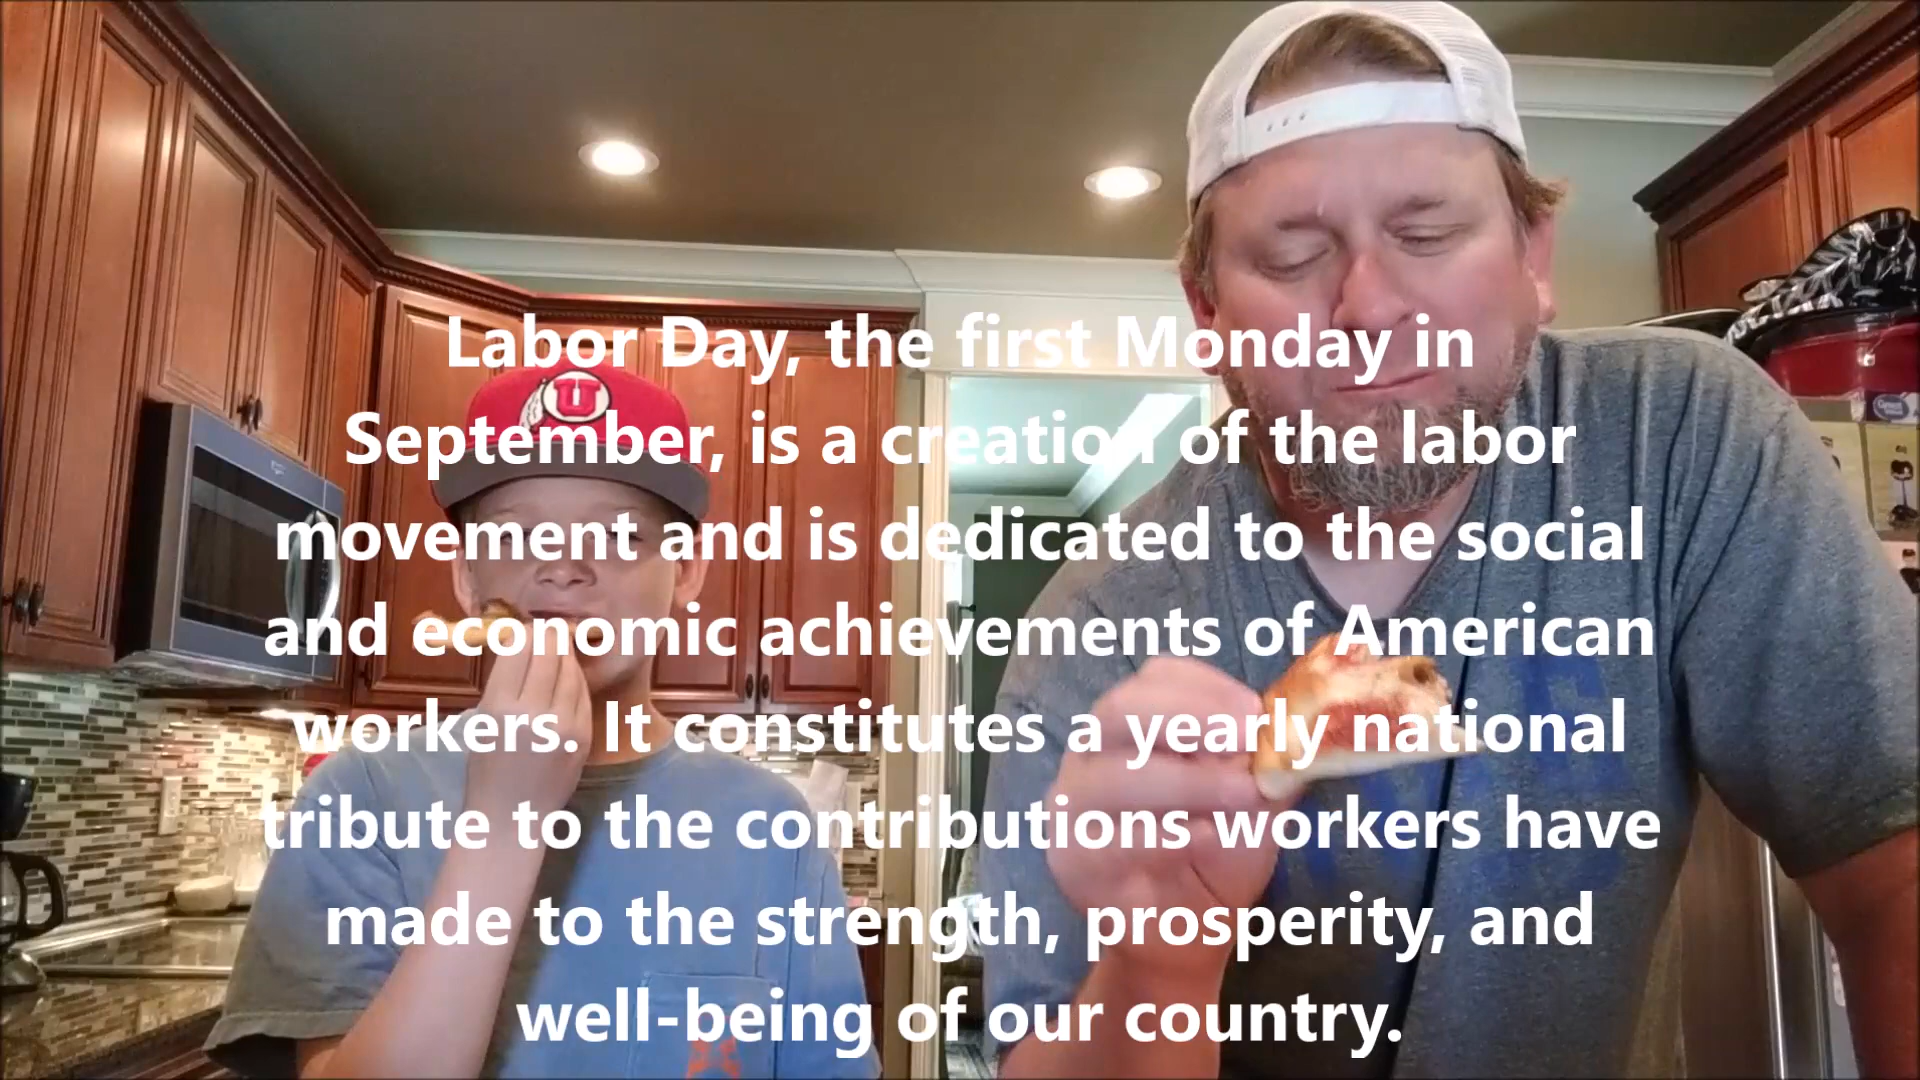 Labor Day, the first Monday in
September, is a creation of the labor
movement and is dedicated to the social
and economic achievements of American
workers. It constitutes a yearly national
tribute to the contributions workers have
made to the strength, prosperity, and
well-being of our country.
U